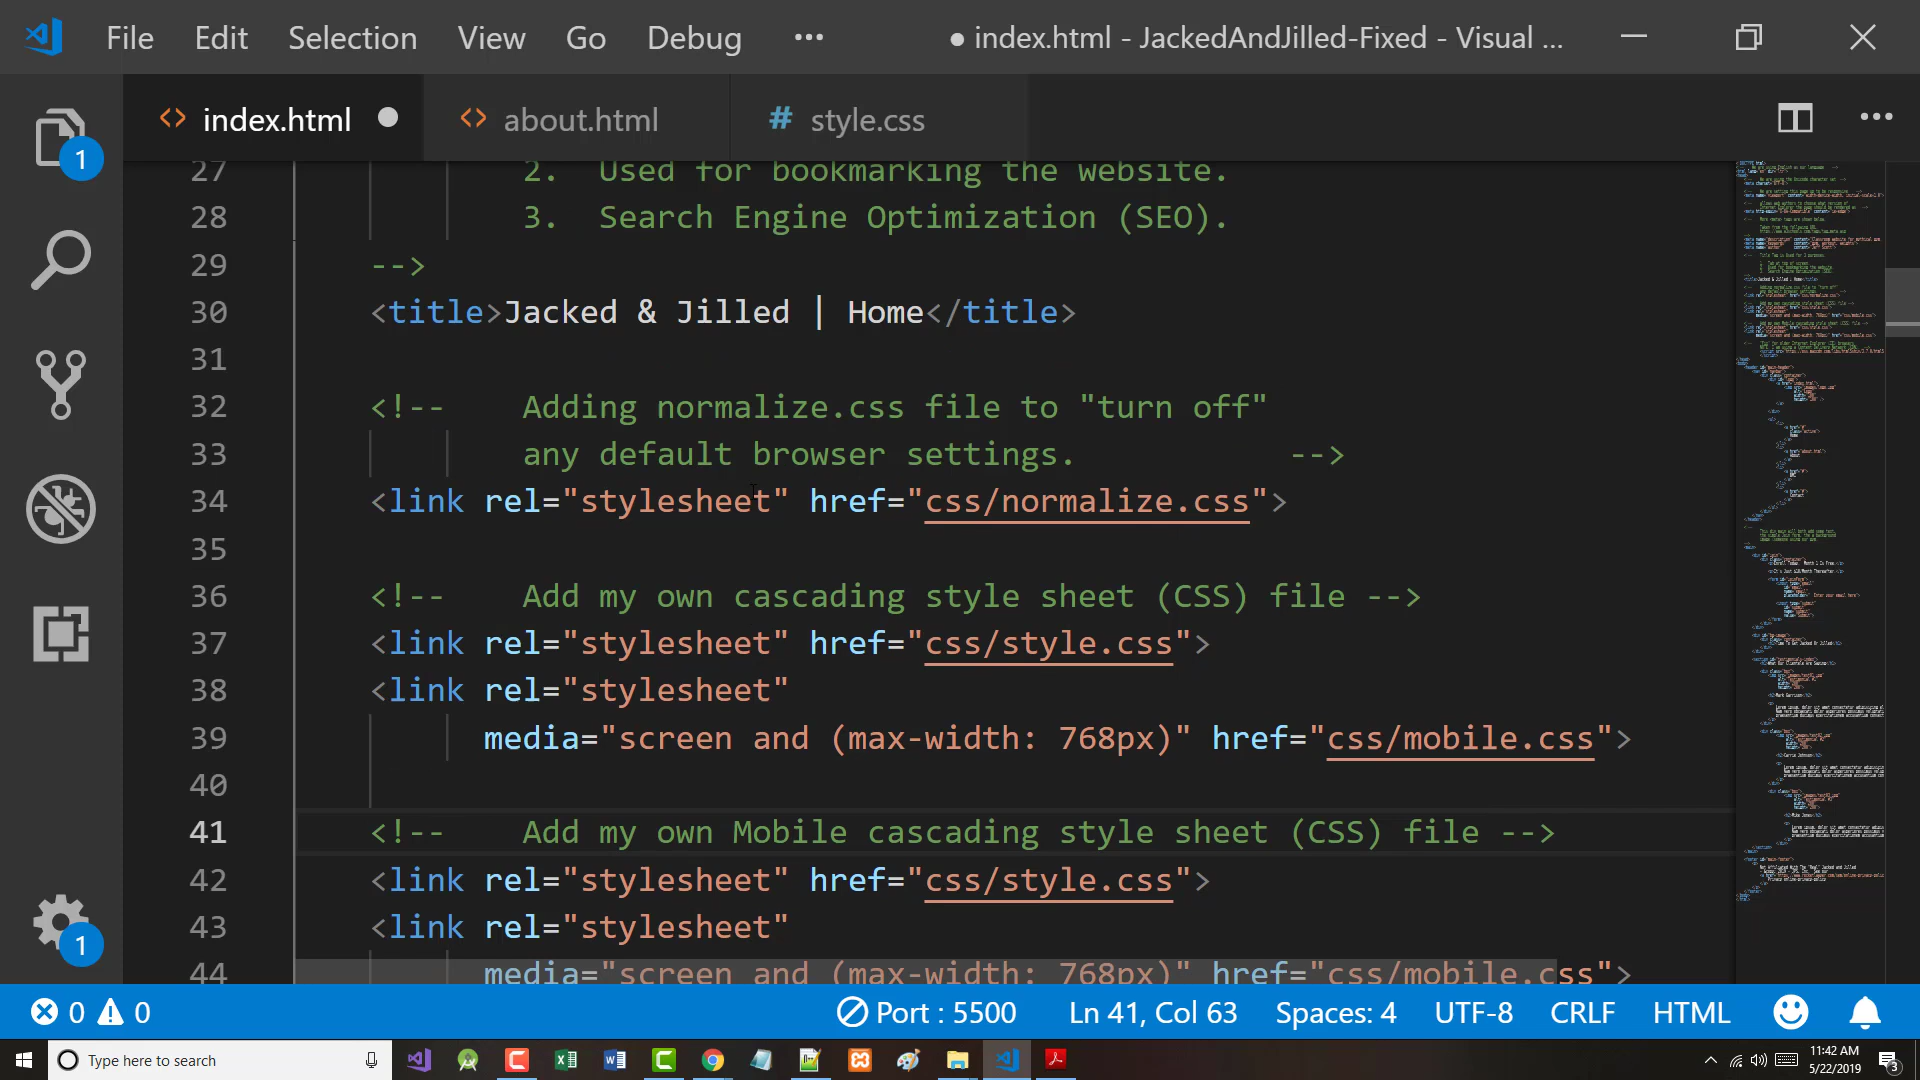 File Edit Selection View Go Debug ••• ● index.html - JackedAndJilled-Fixed - Visual ...
<> index.html ● <> about.html # style.css •••
27 2. Used for bookmarking the website.
28 3. Search Engine Optimization (SEO).
29 -->
30 <title>Jacked & Jilled | Home</title>
31
32 <!-- Adding normalize.css file to "turn off"
33 any default browser settings. -->
34 <link rel="stylesheet" href="css/normalize.css">
35
36 <!-- Add my own cascading style sheet (CSS) file -->
37 <link rel="stylesheet" href="css/style.css">
38 <link rel="stylesheet"
39 media="screen and (max-width: 768px)" href="css/mobile.css">
40
41 <!-- Add my own Mobile cascading style sheet (CSS) file -->
42 <link rel="stylesheet" href="css/style.css">
43 <link rel="stylesheet"
44 media="screen and (max-width: 768px)" href="css/mobile.css">
1
1
0 0 Port : 5500 Ln 41, Col 63 Spaces: 4 UTF-8 CRLF HTML
Type here to search
11:42 AM
5/22/2019
3